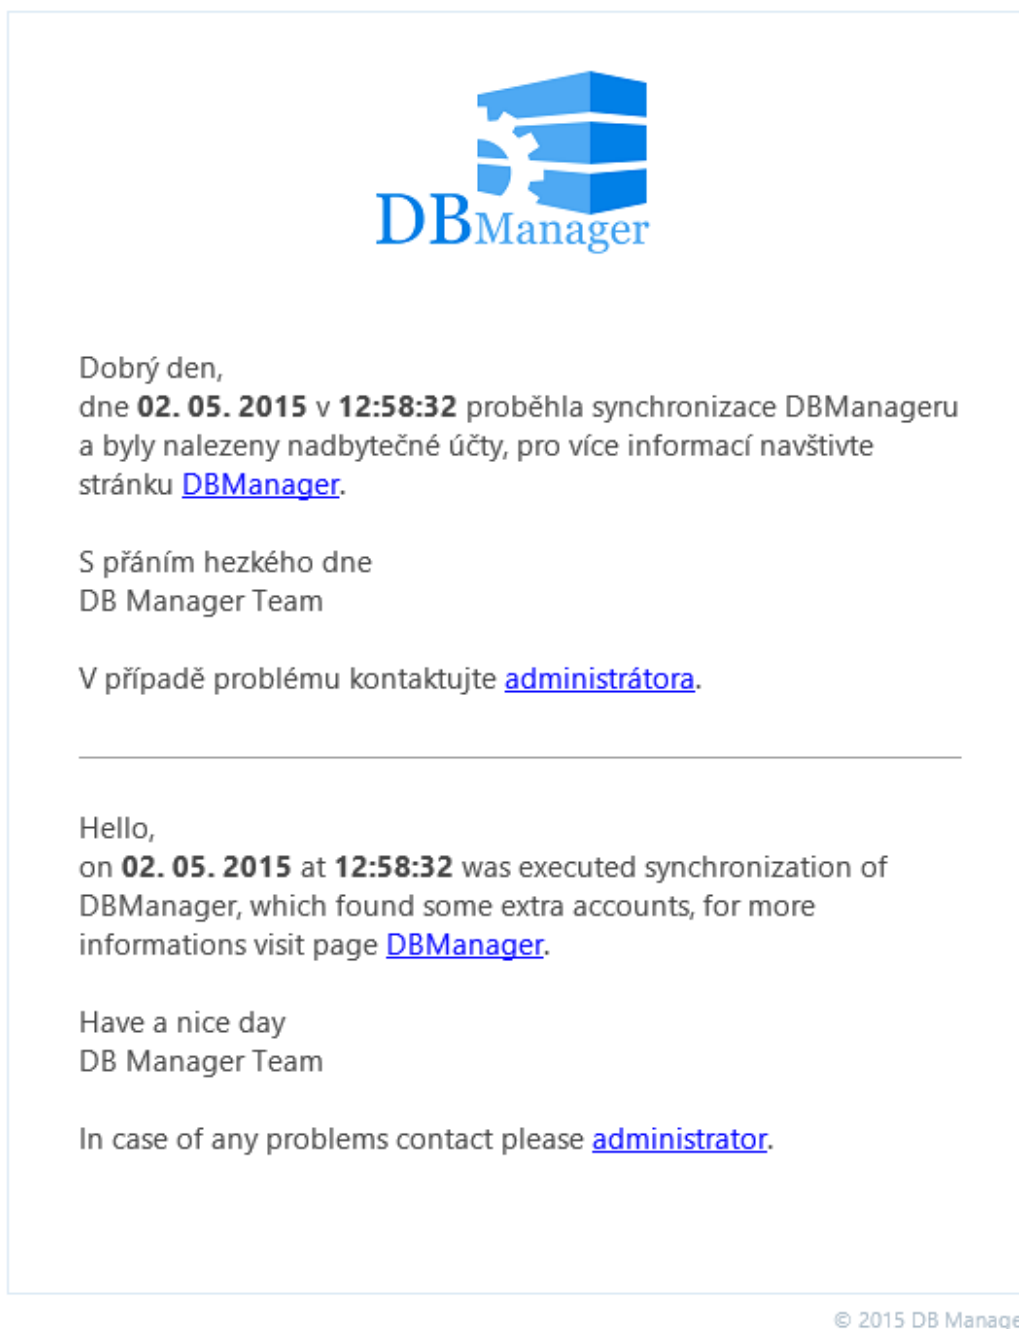 DBManager
Dobrý den,
dne 02. 05. 2015 v 12:58:32 proběhla synchronizace DBManageru
a byly nalezeny nadbytečné účty, pro více informací navštivte
stránku DBManager.
S přáním hezkého dne
DB Manager Team
V případě problému kontaktujte administrátora.
Hello,
on 02. 05. 2015 at 12:58:32 was executed synchronization of
DBManager, which found some extra accounts, for more
informations visit page DBManager.
Have a nice day
DB Manager Team
In case of any problems contact please administrator.
© 2015 DB Manage